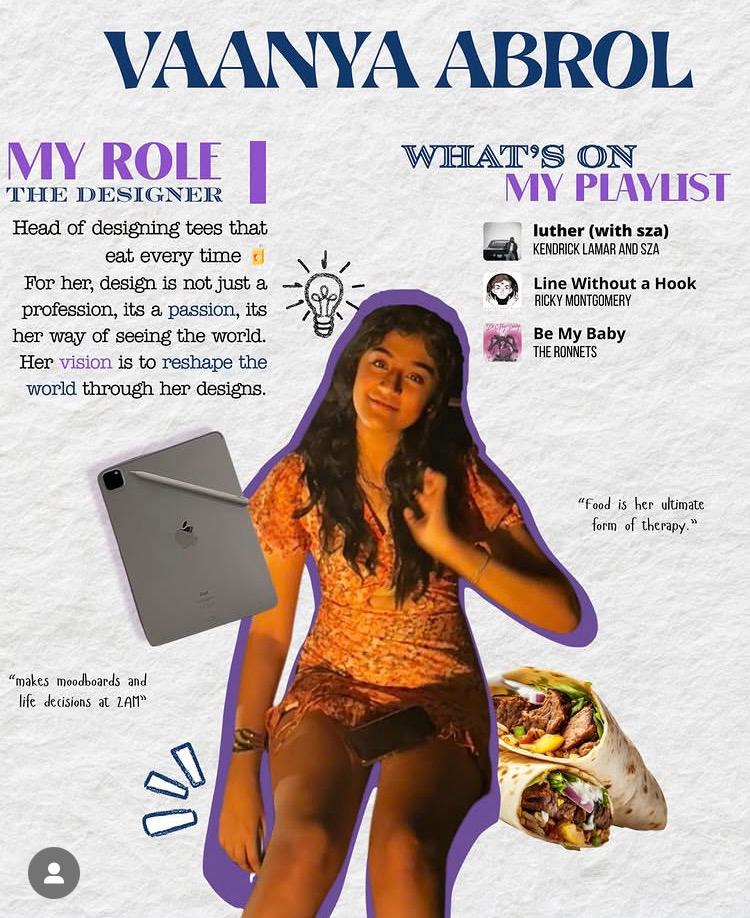 VAANYA ABROL
MY ROLE
THE DESIGNER
Head of designing tees that
eat every time 🧃
For her, design is not just a
profession, its a passion, its
her way of seeing the world.
Her vision is to reshape the
world through her designs.
WHAT'S ON
MY PLAYLIST
luther (with sza)
KENDRICK LAMAR AND SZA
Line Without a Hook
RICKY MONTGOMERY
Be My Baby
THE RONNETS
"Food is her ultimate
form of therapy."
"makes moodboards and
life decisions at 2AM"